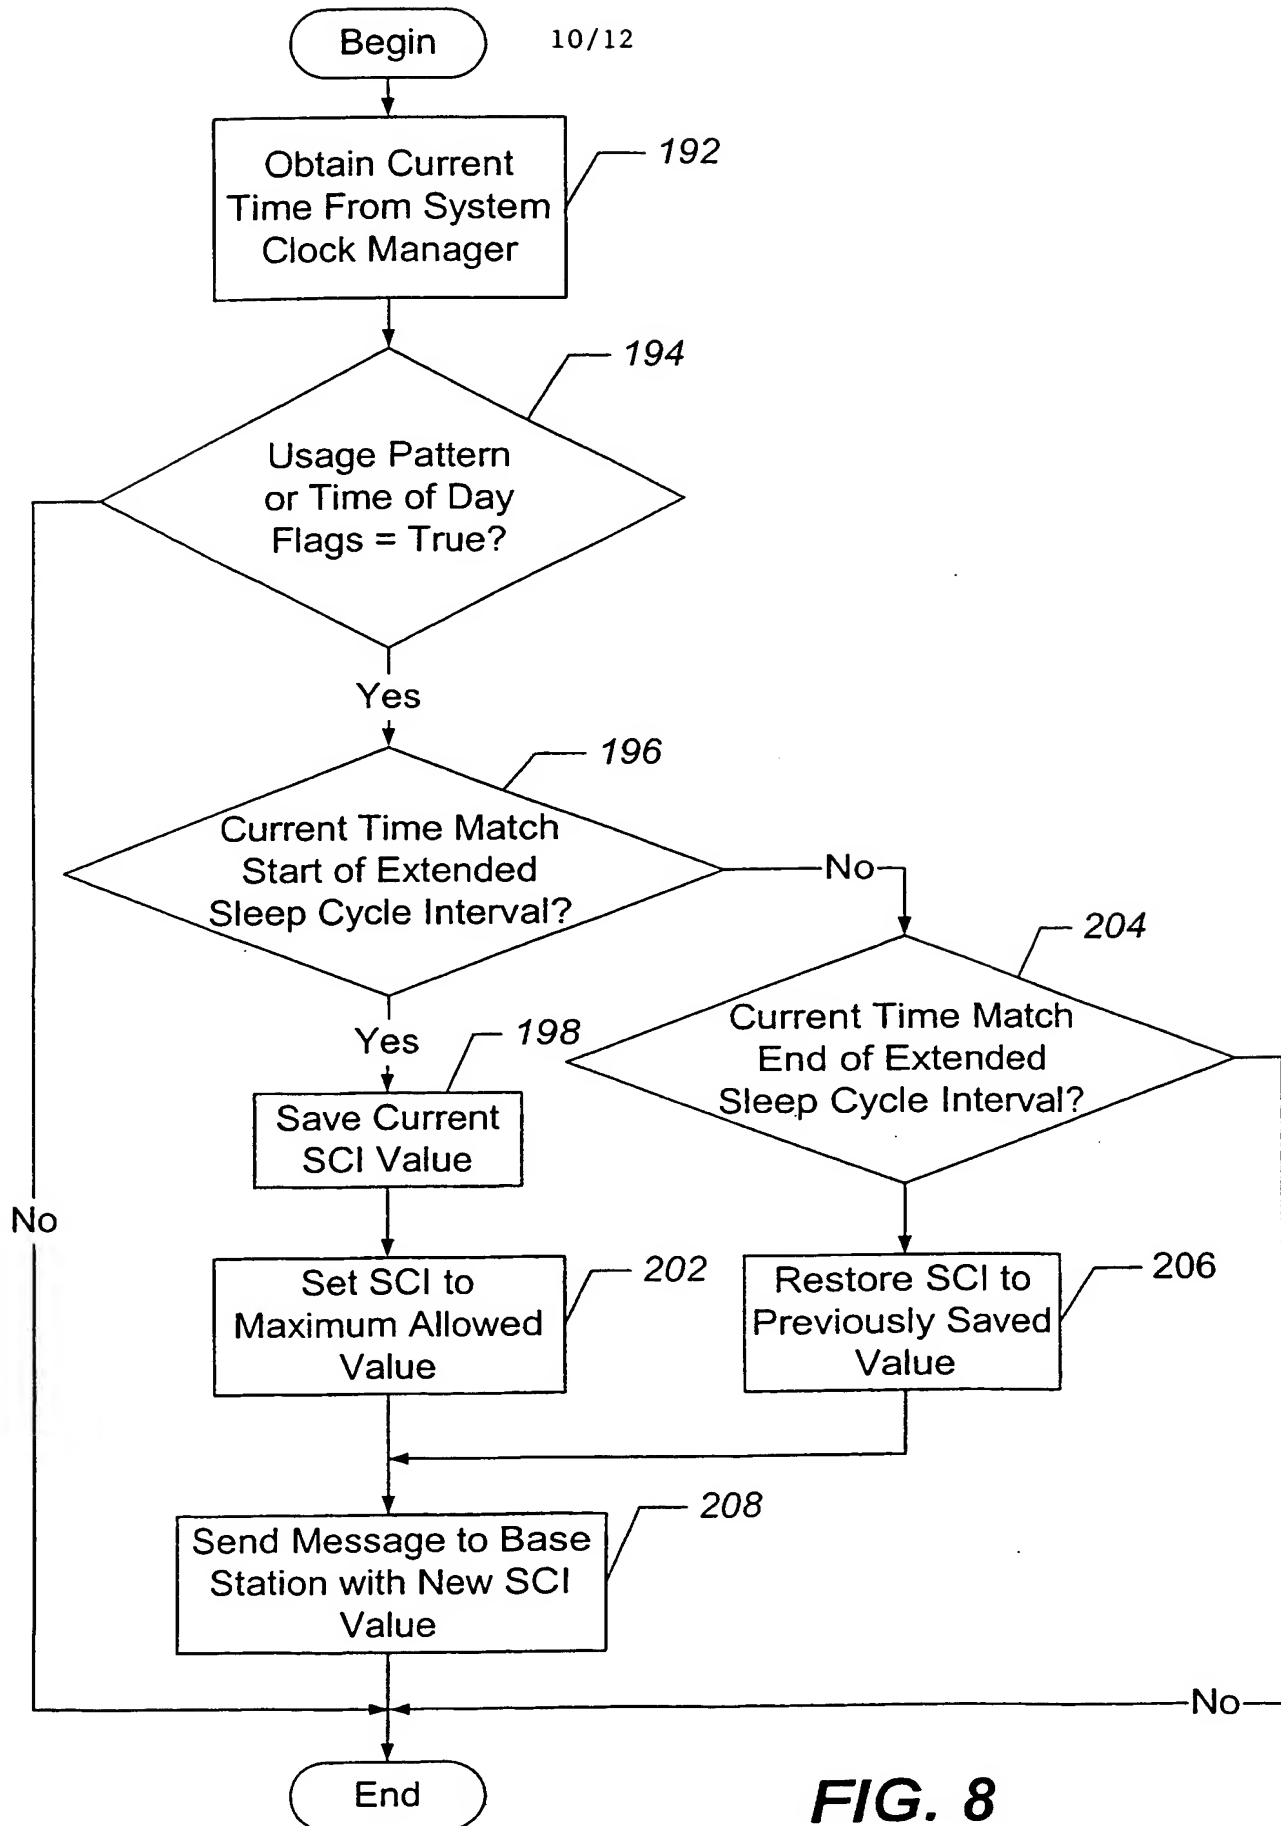 Begin
10/12
Obtain Current
Time From System
Clock Manager
192
194
Usage Pattern
or Time of Day
Flags = True?
Yes
196
Current Time Match
Start of Extended
Sleep Cycle Interval?
No
204
Current Time Match
End of Extended
Sleep Cycle Interval?
Yes
198
Save Current
SCI Value
No
Set SCI to
Maximum Allowed
Value
202
Restore SCI to
Previously Saved
Value
206
208
Send Message to Base
Station with New SCI
Value
No
End
FIG. 8